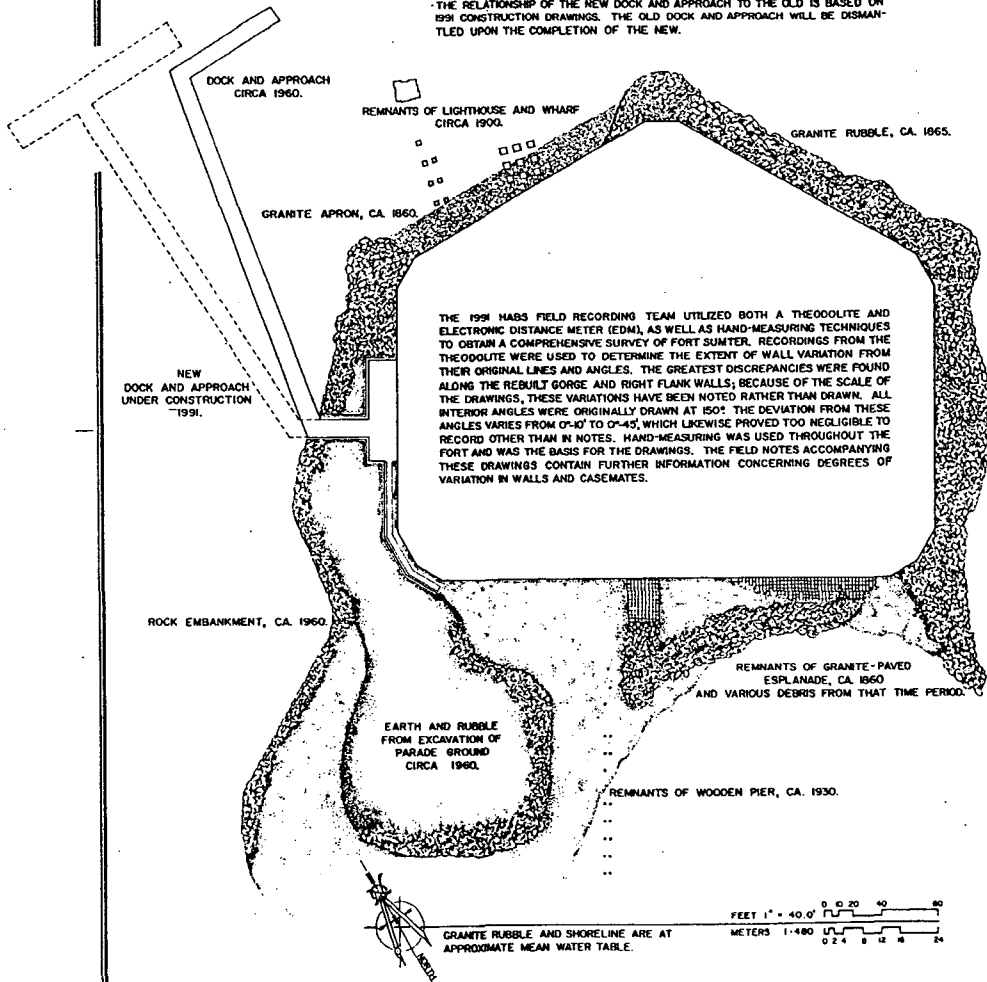 ·THE RELATIONSHIP OF THE NEW DOCK AND APPROACH TO THE OLD IS BASED ON
1991 CONSTRUCTION DRAWINGS. THE OLD DOCK AND APPROACH WILL BE DISMAN-
TLED UPON THE COMPLETION OF THE NEW.
DOCK AND APPROACH
CIRCA 1960.
REMNANTS OF LIGHTHOUSE AND WHARF
CIRCA 1900.
GRANITE RUBBLE, CA. 1865.
GRANITE APRON, CA. 1860.
THE 1991 HABS FIELD RECORDING TEAM UTILIZED BOTH A THEODOLITE AND
ELECTRONIC DISTANCE METER (EDM), AS WELL AS HAND-MEASURING TECHNIQUES
TO OBTAIN A COMPREHENSIVE SURVEY OF FORT SUMTER. RECORDINGS FROM THE
THEODOLITE WERE USED TO DETERMINE THE EXTENT OF WALL VARIATION FROM
THEIR ORIGINAL LINES AND ANGLES. THE GREATEST DISCREPANCIES WERE FOUND
ALONG THE REBUILT GORGE AND RIGHT FLANK WALLS; BECAUSE OF THE SCALE OF
THE DRAWINGS, THESE VARIATIONS HAVE BEEN NOTED RATHER THAN DRAWN. ALL
INTERIOR ANGLES WERE ORIGINALLY DRAWN AT 150°. THE DEVIATION FROM THESE
ANGLES VARIES FROM 0°-10' TO 0°-45', WHICH LIKEWISE PROVED TOO NEGLIGIBLE TO
RECORD OTHER THAN IN NOTES. HAND-MEASURING WAS USED THROUGHOUT THE
FORT AND WAS THE BASIS FOR THE DRAWINGS. THE FIELD NOTES ACCOMPANYING
THESE DRAWINGS CONTAIN FURTHER INFORMATION CONCERNING DEGREES OF
VARIATION IN WALLS AND CASEMATES.
NEW
DOCK AND APPROACH
UNDER CONSTRUCTION
1991.
ROCK EMBANKMENT, CA. 1960.
REMNANTS OF GRANITE-PAVED
ESPLANADE, CA. 1860
AND VARIOUS DEBRIS FROM THAT TIME PERIOD.
EARTH AND RUBBLE
FROM EXCAVATION OF
PARADE GROUND
CIRCA 1960.
REMNANTS OF WOODEN PIER, CA. 1930.
GRANITE RUBBLE AND SHORELINE ARE AT
APPROXIMATE MEAN WATER TABLE.
NORTH
0 10 20 40 80
FEET 1" = 40.0'
METERS 1:480
0 2 4 8 12 16 24